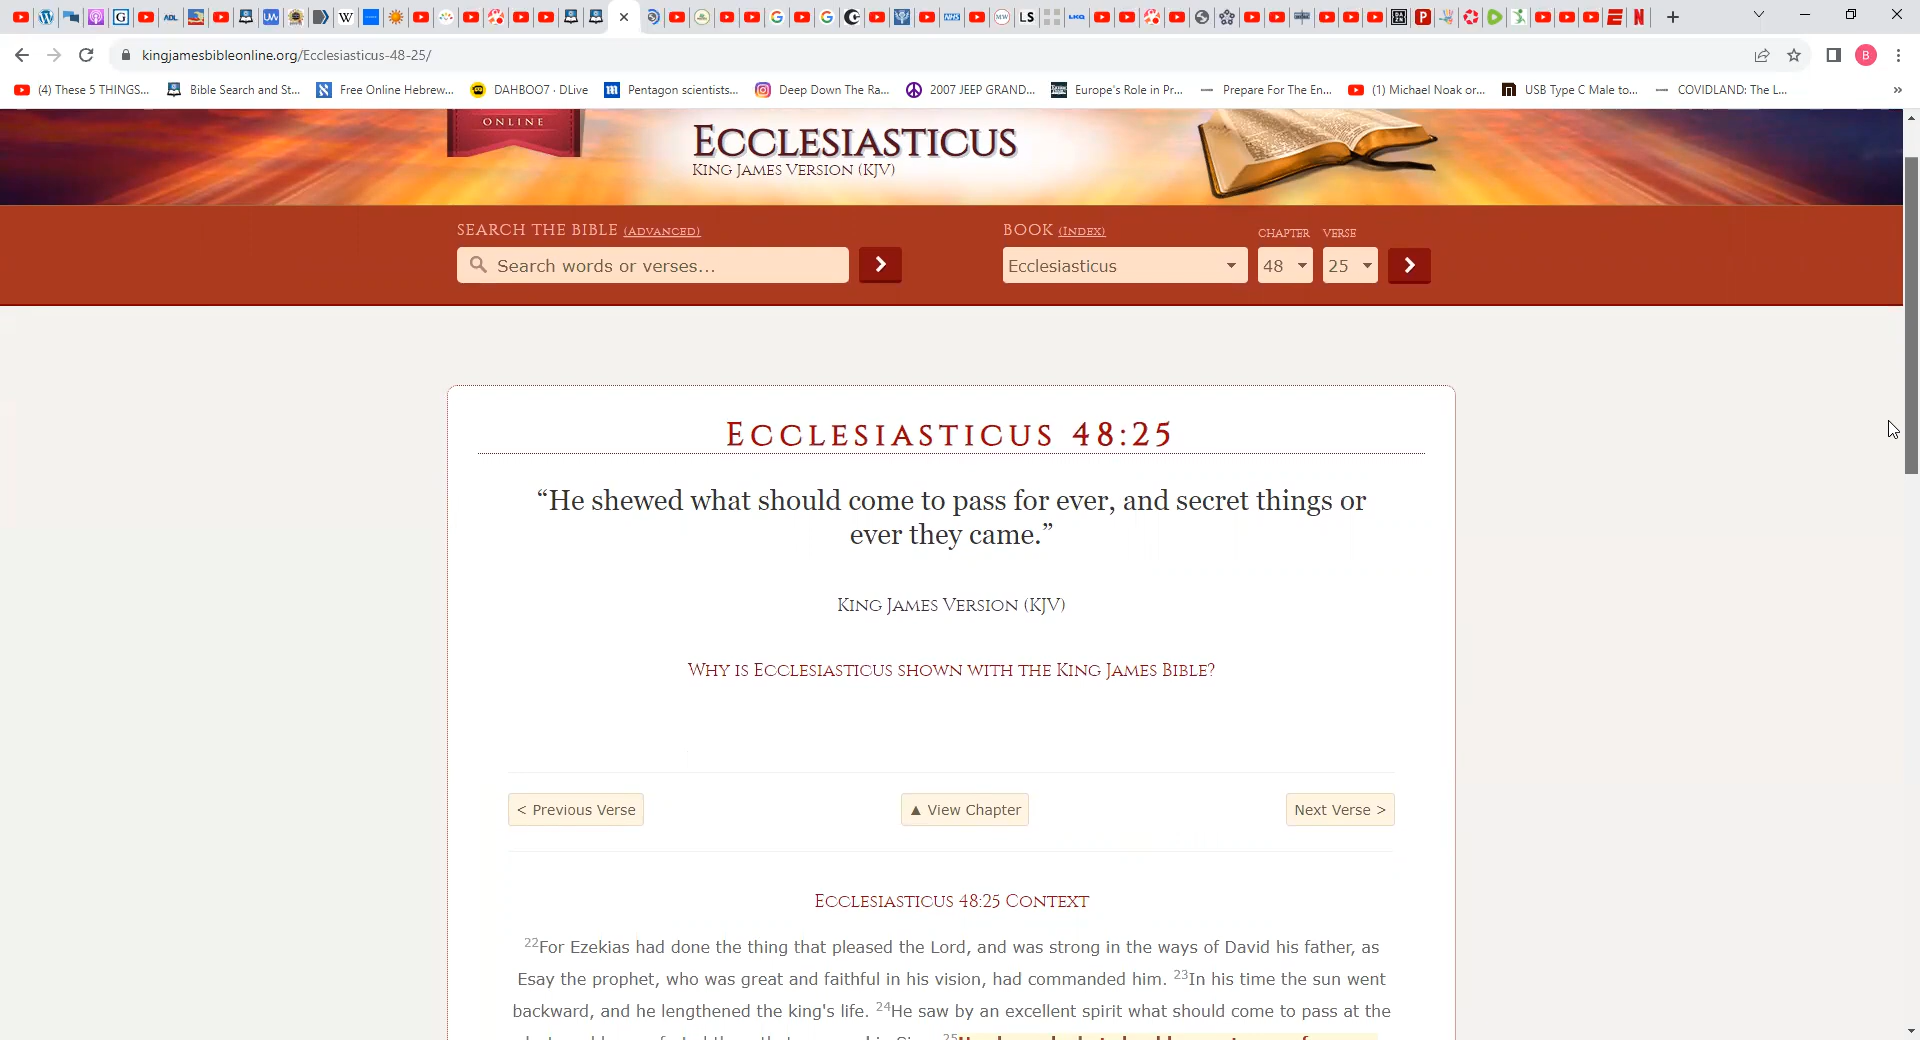 kingjamesbibleonline.org/Ecclesiasticus-48-25/
B
(4) These 5 THINGS...
Bible Search and St...
Free Online Hebrew...
DAHBOO7 · DLive
Pentagon scientists...
Deep Down The Ra...
2007 JEEP GRAND...
Europe's Role in Pr...
Prepare For The En...
(1) Michael Noak or...
USB Type C Male to...
COVIDLAND: The L...
ONLINE
ECCLESIASTICUS
KING JAMES VERSION (KJV)
SEARCH THE BIBLE (ADVANCED)
Search words or verses...
BOOK (INDEX)
CHAPTER VERSE
Ecclesiasticus
48
25
ECCLESIASTICUS 48:25
“He shewed what should come to pass for ever, and secret things or
ever they came.”
KING JAMES VERSION (KJV)
WHY IS ECCLESIASTICUS SHOWN WITH THE KING JAMES BIBLE?
< Previous Verse
▲ View Chapter
Next Verse >
ECCLESIASTICUS 48:25 CONTEXT
22For Ezekias had done the thing that pleased the Lord, and was strong in the ways of David his father, as
Esay the prophet, who was great and faithful in his vision, had commanded him. 23In his time the sun went
backward, and he lengthened the king's life. 24He saw by an excellent spirit what should come to pass at the